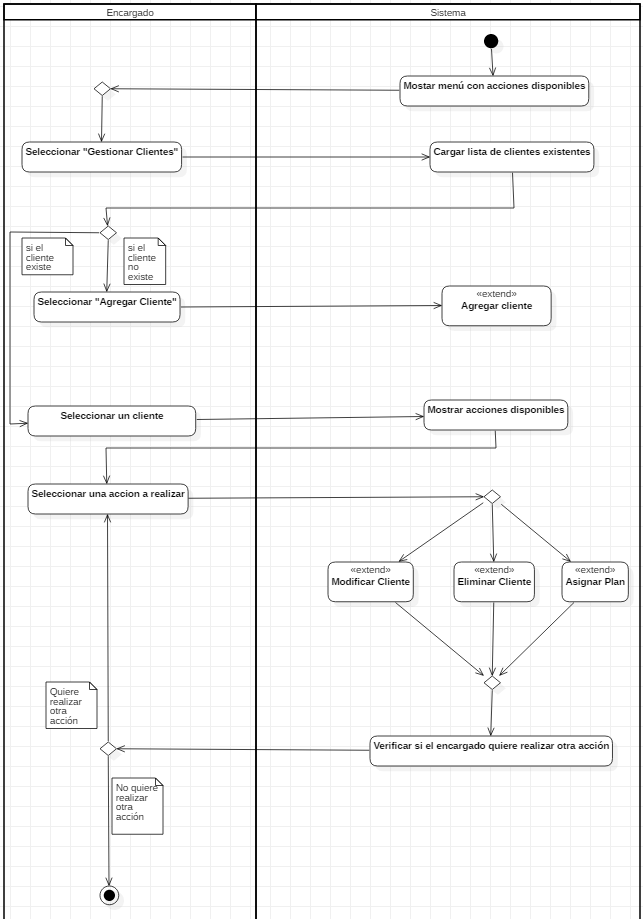 Encargado
Sistema
Mostar menú con acciones disponibles
Seleccionar "Gestionar Clientes"
Cargar lista de clientes existentes
si el
cliente
existe
si el
cliente
no
existe
Seleccionar "Agregar Cliente"
«extend»
Agregar cliente
Seleccionar un cliente
Mostrar acciones disponibles
Seleccionar una accion a realizar
«extend»
Modificar Cliente
«extend»
Eliminar Cliente
«extend»
Asignar Plan
Quiere
realizar
otra
acción
Verificar si el encargado quiere realizar otra acción
No quiere
realizar
otra
acción